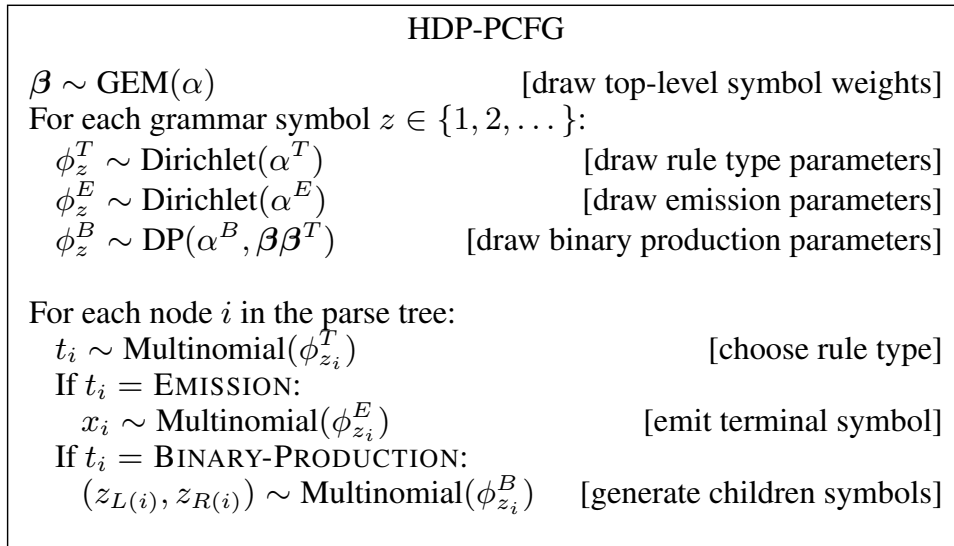 HDP-PCFG
β ∼ GEM(α) [draw top-level symbol weights]
For each grammar symbol z ∈ {1, 2, . . . }:
ϕ_z^T ∼ Dirichlet(α^T) [draw rule type parameters]
ϕ_z^E ∼ Dirichlet(α^E) [draw emission parameters]
ϕ_z^B ∼ DP(α^B, ββ^T) [draw binary production parameters]
For each node i in the parse tree:
t_i ∼ Multinomial(ϕ_{z_i}^T) [choose rule type]
If t_i = EMISSION:
x_i ∼ Multinomial(ϕ_{z_i}^E) [emit terminal symbol]
If t_i = BINARY-PRODUCTION:
(z_{L(i)}, z_{R(i)}) ∼ Multinomial(ϕ_{z_i}^B) [generate children symbols]